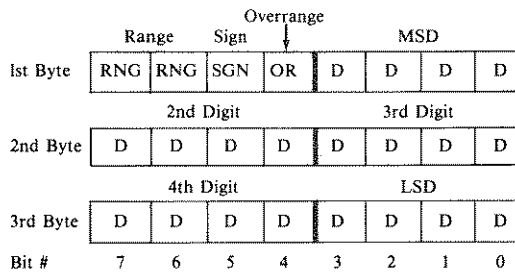 Overrange
Range Sign MSD
1st Byte RNG RNG SGN OR D D D D
2nd Digit 3rd Digit
2nd Byte D D D D D D D D
4th Digit LSD
3rd Byte D D D D D D D D
Bit # 7 6 5 4 3 2 1 0